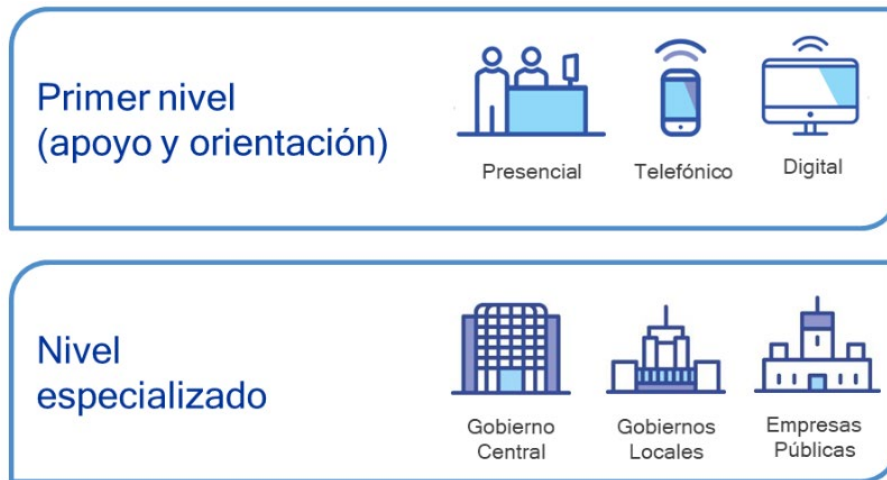 Primer nivel
(apoyo y orientación)
Presencial
Telefónico
Digital
Nivel
especializado
Gobierno
Central
Gobiernos
Locales
Empresas
Públicas